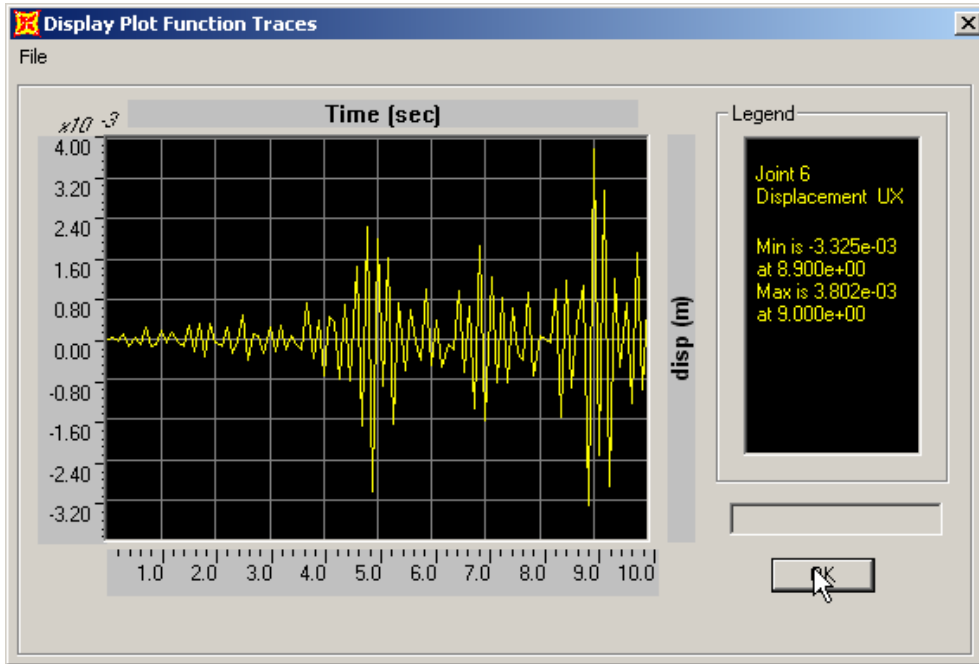 Display Plot Function Traces
File
x10 -3
Time (sec)
4.00
3.20
2.40
1.60
0.80
0.00
-0.80
-1.60
-2.40
-3.20
1.0 2.0 3.0 4.0 5.0 6.0 7.0 8.0 9.0 10.0
disp (m)
Legend
Joint 6
Displacement UX
Min is -3.325e-03
at 8.900e+00
Max is 3.802e-03
at 9.000e+00
OK